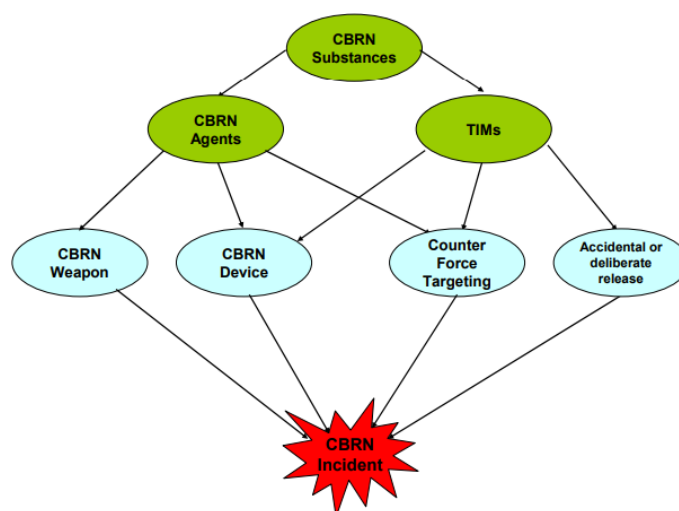 CBRN
Substances
CBRN
Agents
TIMs
CBRN
Weapon
CBRN
Device
Counter
Force
Targeting
Accidental or
deliberate
release
CBRN
Incident